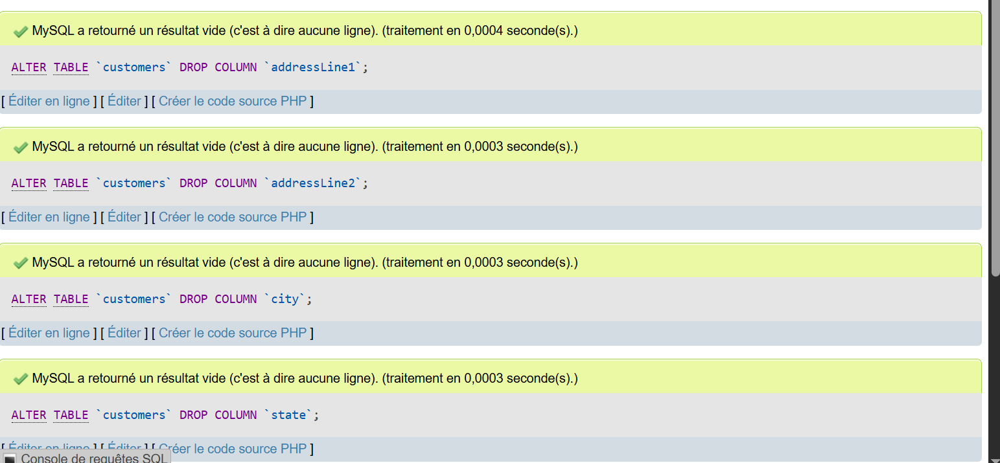 MySQL a retourné un résultat vide (c'est à dire aucune ligne). (traitement en 0,0004 seconde(s).)
ALTER TABLE `customers` DROP COLUMN `addressLine1`;
[ Éditer en ligne ] [ Éditer ] [ Créer le code source PHP ]
MySQL a retourné un résultat vide (c'est à dire aucune ligne). (traitement en 0,0003 seconde(s).)
ALTER TABLE `customers` DROP COLUMN `addressLine2`;
[ Éditer en ligne ] [ Éditer ] [ Créer le code source PHP ]
MySQL a retourné un résultat vide (c'est à dire aucune ligne). (traitement en 0,0003 seconde(s).)
ALTER TABLE `customers` DROP COLUMN `city`;
[ Éditer en ligne ] [ Éditer ] [ Créer le code source PHP ]
MySQL a retourné un résultat vide (c'est à dire aucune ligne). (traitement en 0,0003 seconde(s).)
ALTER TABLE `customers` DROP COLUMN `state`;
[ Éditer en ligne ] [ Éditer ] [ Créer le code source PHP ]
Console de requêtes SQL